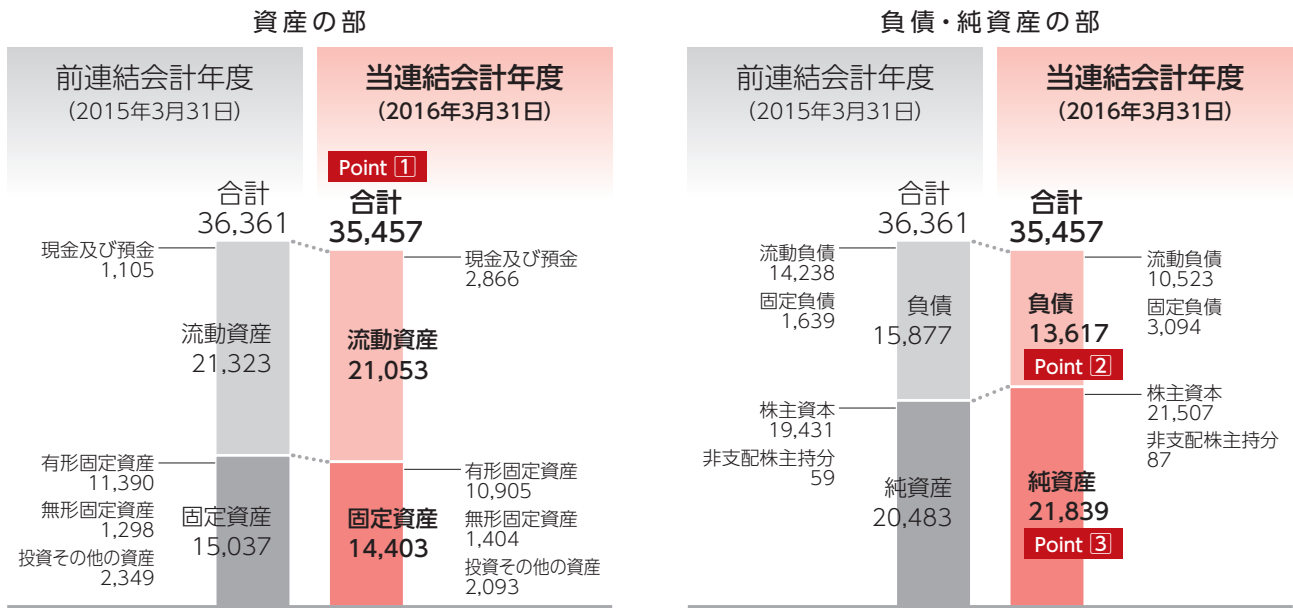 資産の部
前連結会計年度
（2015年3月31日）
当連結会計年度
（2016年3月31日）
Point 1
合計
36,361
合計
35,457
現金及び預金
1,105
流動資産
21,323
有形固定資産
11,390
無形固定資産
1,298
投資その他の資産
2,349
固定資産
15,037
現金及び預金
2,866
流動資産
21,053
有形固定資産
10,905
無形固定資産
1,404
投資その他の資産
2,093
固定資産
14,403
負債・純資産の部
前連結会計年度
（2015年3月31日）
当連結会計年度
（2016年3月31日）
合計
36,361
合計
35,457
流動負債
14,238
固定負債
1,639
負債
15,877
株主資本
19,431
非支配株主持分
59
純資産
20,483
流動負債
10,523
固定負債
3,094
負債
13,617
Point 2
株主資本
21,507
非支配株主持分
87
純資産
21,839
Point 3